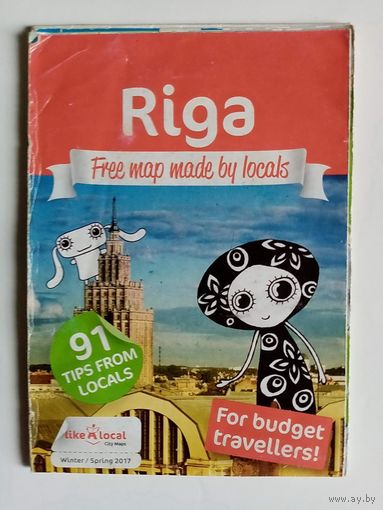 Riga
Free map made by locals
91
TIPS FROM
LOCALS
For budget
travellers!
like A local
City Maps
Winter / Spring 2017
www.ay.by